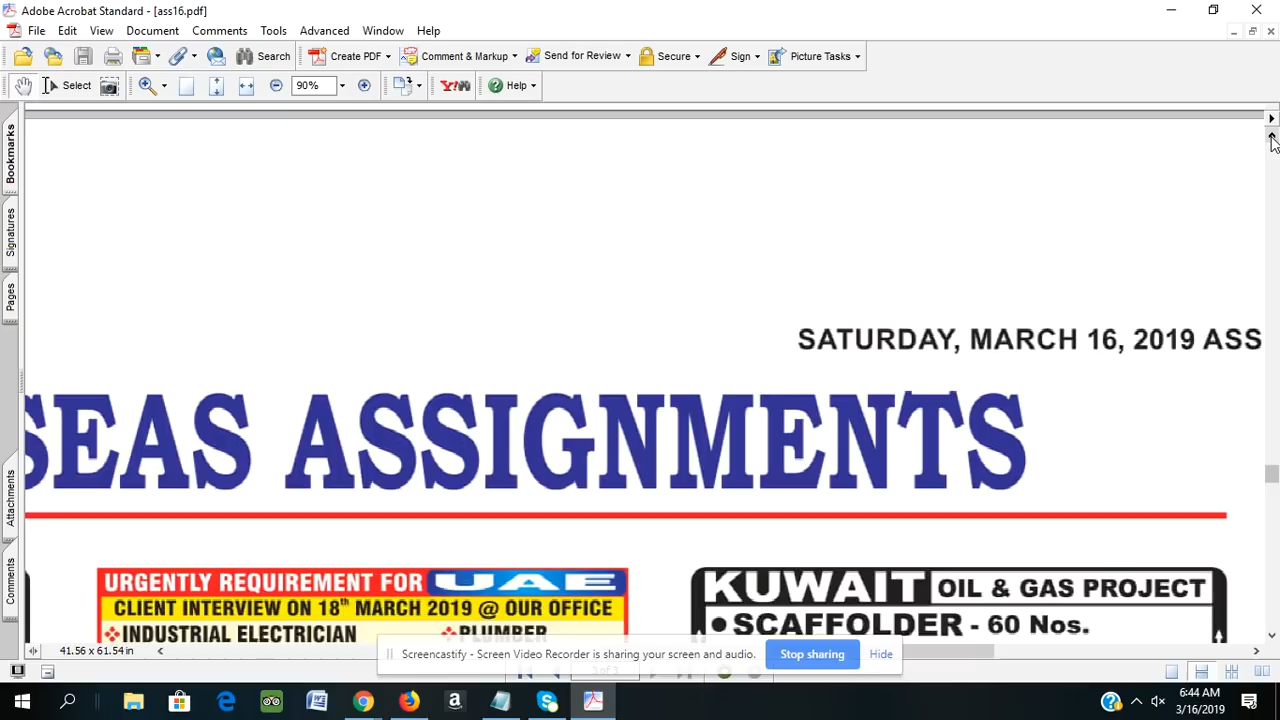 Adobe Acrobat Standard - [ass16.pdf]
File Edit View Document Comments Tools Advanced Window Help
Search Create PDF Comment & Markup Send for Review Secure Sign Picture Tasks
Select 90% Y! Help
Bookmarks
Signatures
Pages
Attachments
Comments
SATURDAY, MARCH 16, 2019 ASS
SEAS ASSIGNMENTS
URGENTLY REQUIREMENT FOR UAE
CLIENT INTERVIEW ON 18th MARCH 2019 @ OUR OFFICE
❖INDUSTRIAL ELECTRICIAN ❖PLUMBER
KUWAIT OIL & GAS PROJECT
●SCAFFOLDER - 60 Nos.
41.56 x 61.54 in
Screencastify - Screen Video Recorder is sharing your screen and audio. Stop sharing Hide
3 of 3
6:44 AM
3/16/2019